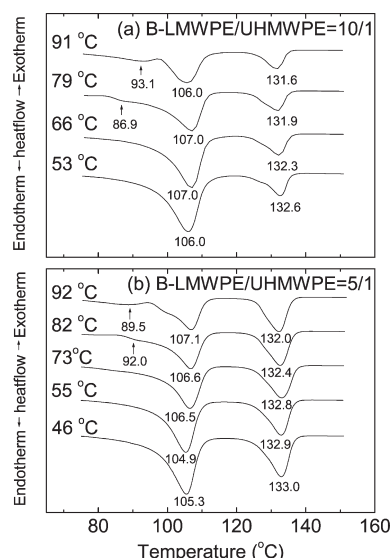 (a) B-LMWPE/UHMWPE=10/1
91 °C
93.1
106.0
131.6
79 °C
86.9
107.0
131.9
66 °C
107.0
132.3
53 °C
106.0
132.6
Endotherm ← heatflow → Exotherm
(b) B-LMWPE/UHMWPE=5/1
92 °C
89.5
107.1
132.0
82 °C
92.0
106.6
132.4
73°C
106.5
132.8
55 °C
104.9
132.9
46 °C
105.3
133.0
Endotherm ← heatflow → Exotherm
80 100 120 140 160
Temperature (°C)